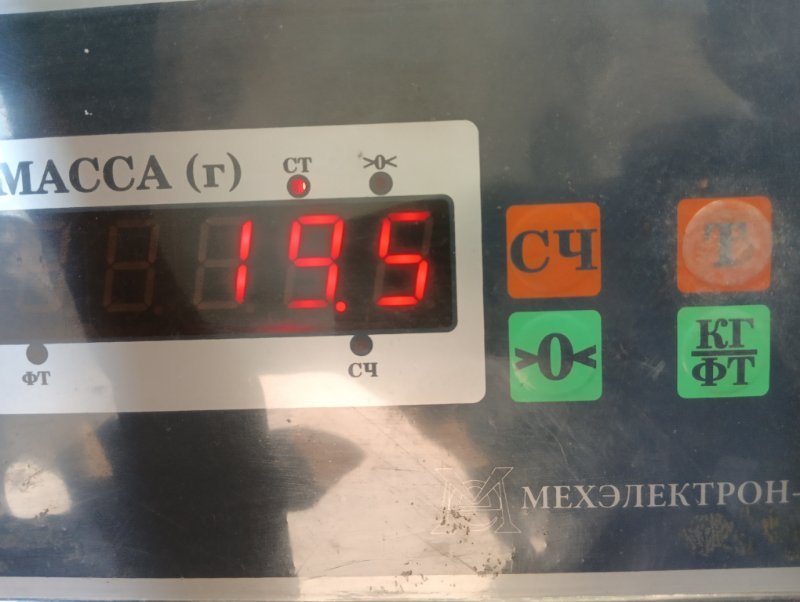 МАССА (г)
СТ
>0<
19.5
ФТ
СЧ
СЧ
Т
>0<
КГ
ФТ
МЕХЭЛЕКТРОН-